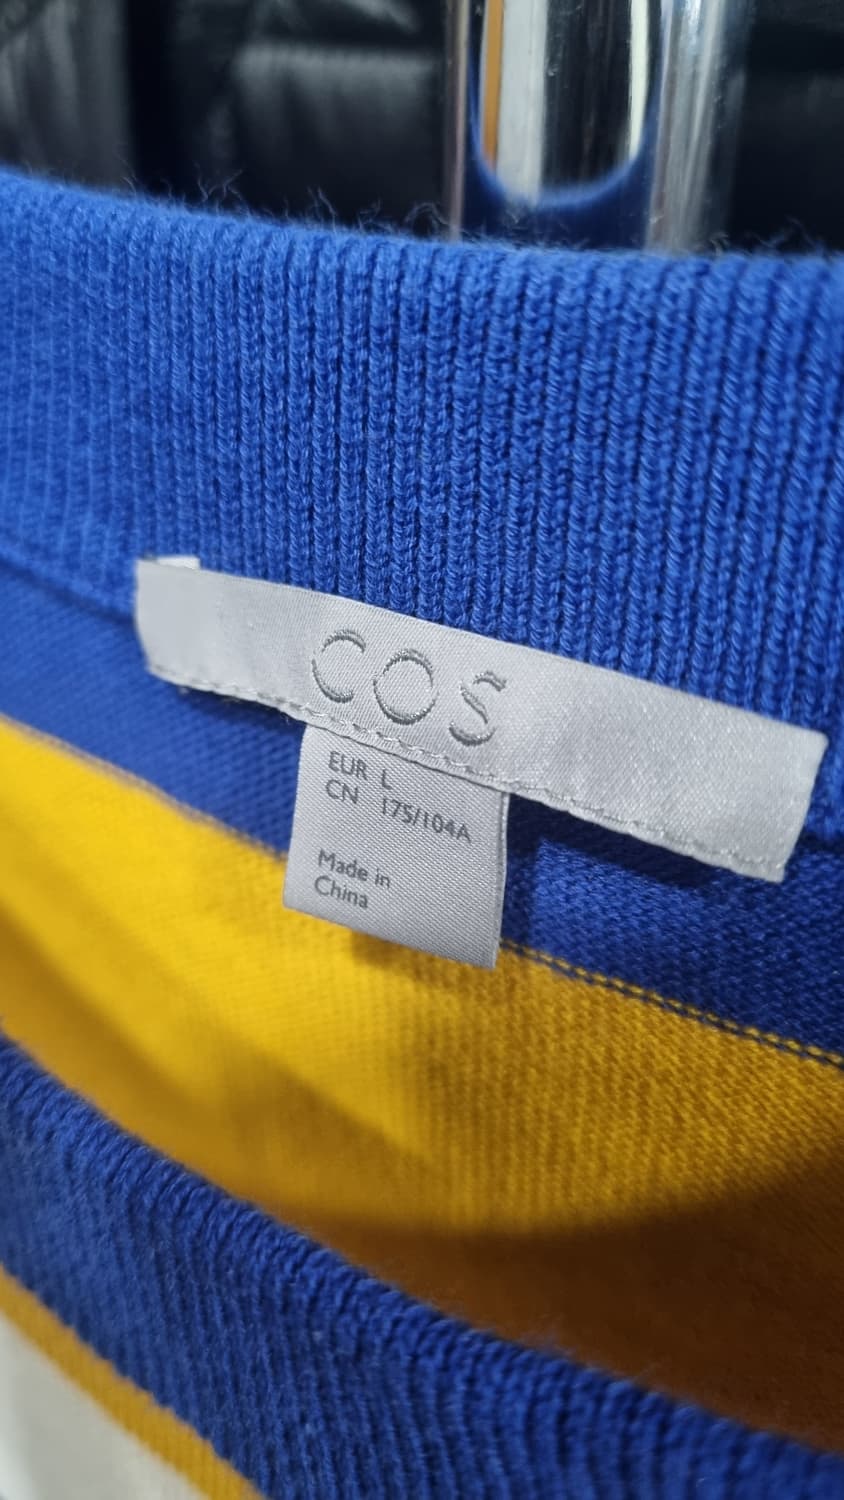 COS
EUR L
CN 175/104A
Made in
China